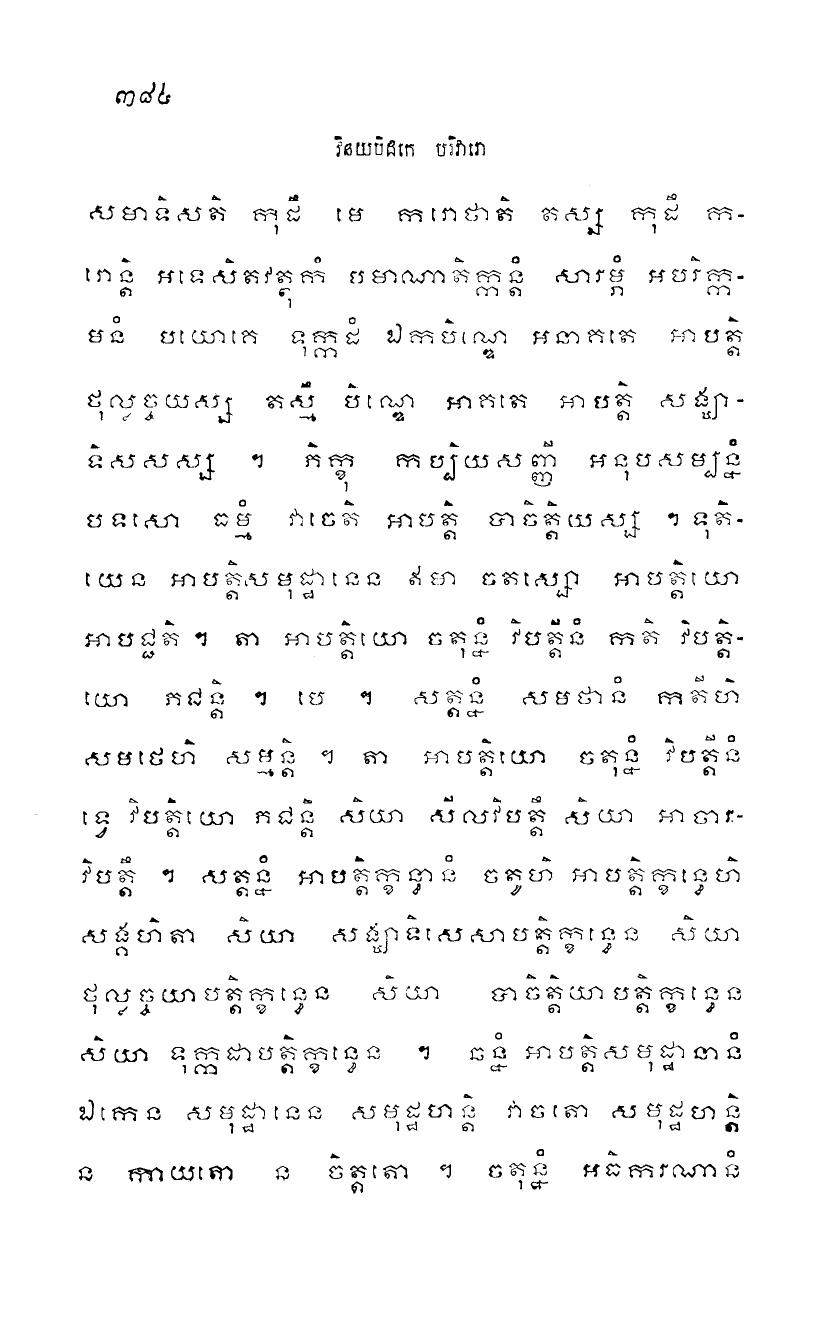 ៣៨៤
វិនយបិដកេ បរិវារោ
សមាទិសតិ កុដឹ មេ ករោថាតិ តស្ស កុដឹ ក-
រោន្តិ អទេសិតវត្ថុកំ បមាណាតិក្កន្តំ សារម្ភំ អបរិក្ក-
មនំ បយោគេ ទុក្កដំ ឯកបិណ្ឌេ អនាគតេ អាបត្តិ
ថុល្លច្ចយស្ស តស្មឹ បិណ្ឌេ អាគតេ អាបត្តិ សង្ឃា-
ទិសសស្ស ។ ភិក្ខុ កប្បិយសញ្ញី អនុបសម្បន្នំ
បទសោ ធម្មំ វាចេតិ អាបត្តិ បាចិត្តិយស្ស ។ ទុតិ-
យេន អាបត្តិសមុដ្ឋានេន ឥមា ចតស្សោ អាបត្តិយោ
អាបជ្ជតិ ។ តា អាបត្តិយោ ចតុន្នំ វិបត្តីនំ កតិ វិបត្តិ-
យោ ភជន្តិ ។ បេ ។ សត្តន្នំ សមថានំ កតីហិ
សមថេហិ សម្មន្តិ ។ តា អាបត្តិយោ ចតុន្នំ វិបត្តីនំ
ទ្វេ វិបត្តិយោ ភជន្តិ សិយា សីលវិបត្តឹ សិយា អាចារ-
វិបត្តឹ ។ សត្តន្នំ អាបត្តិក្ខន្ធានំ ចតូហិ អាបត្តិក្ខន្ធេហិ
សង្គហិតា សិយា សង្ឃាទិសេសាបត្តិក្ខន្ធេន សិយា
ថុល្លច្ចយាបត្តិក្ខន្ធេន សិយា បាចិត្តិយាបត្តិក្ខន្ធេន
សិយា ទុក្កដាបត្តិក្ខន្ធេន ។ ឆន្នំ អាបត្តិសមុដ្ឋានានំ
ឯកេន សមុដ្ឋានេន សមុដ្ឋហន្តិ វាចតោ សមុដ្ឋហន្តិ
ន កាយតោ ន ចិត្តតោ ។ ចតុន្នំ អធិករណានំ